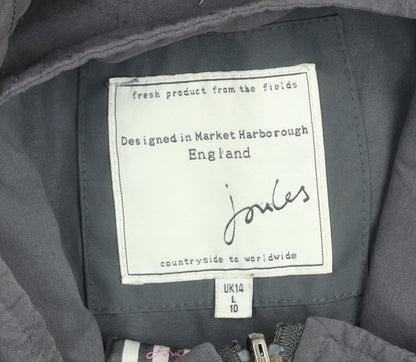 fresh product from the fields
Designed in Market Harborough
England
joules
countryside to worldwide
UK14
L
10